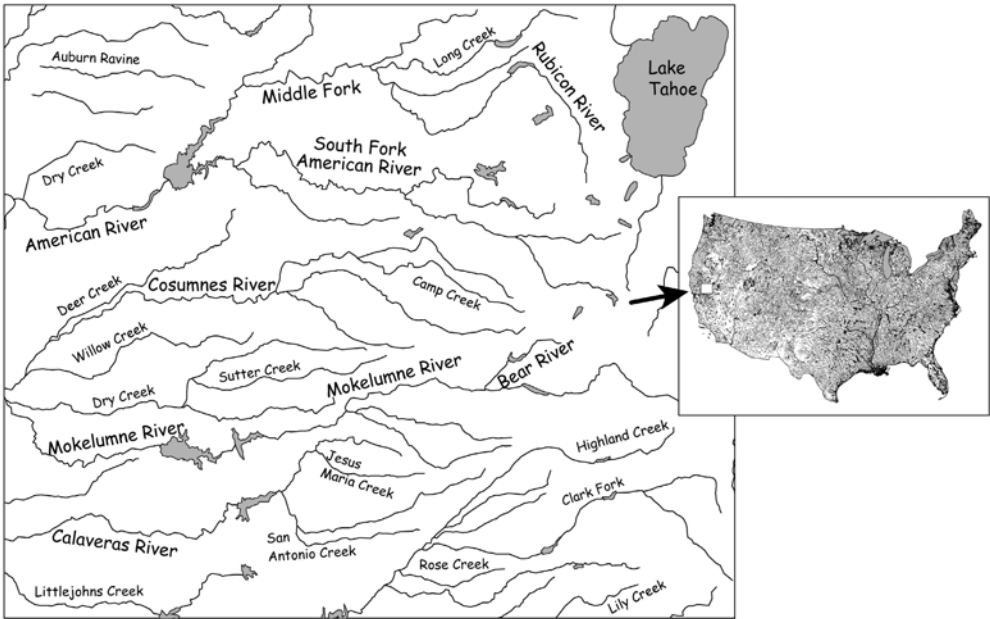 Auburn Ravine
Long Creek
Rubicon River
Lake
Tahoe
Middle Fork
South Fork
American River
Dry Creek
American River
Deer Creek
Cosumnes River
Camp Creek
Willow Creek
Sutter Creek
Mokelumne River
Bear River
Dry Creek
Mokelumne River
Highland Creek
Jesus
Maria Creek
Clark Fork
Calaveras River
San
Antonio Creek
Rose Creek
Littlejohns Creek
Lily Creek